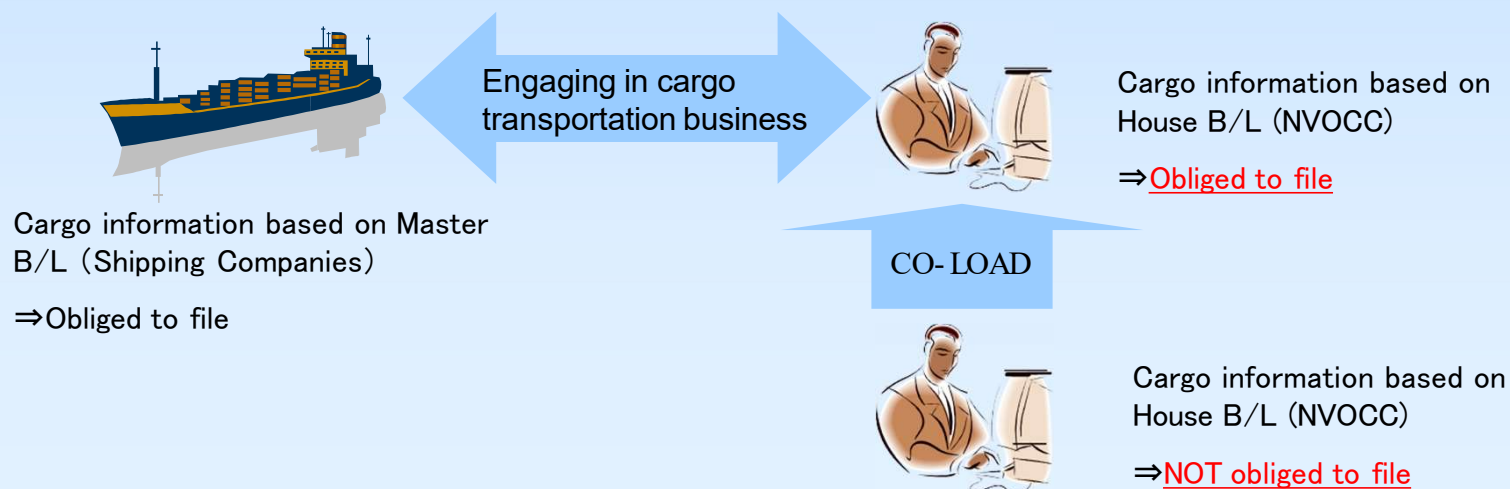 Engaging in cargo
transportation business
Cargo information based on
House B/L (NVOCC)
⇒Obliged to file
Cargo information based on Master
B/L (Shipping Companies)
⇒Obliged to file
CO- LOAD
Cargo information based on
House B/L (NVOCC)
⇒NOT obliged to file